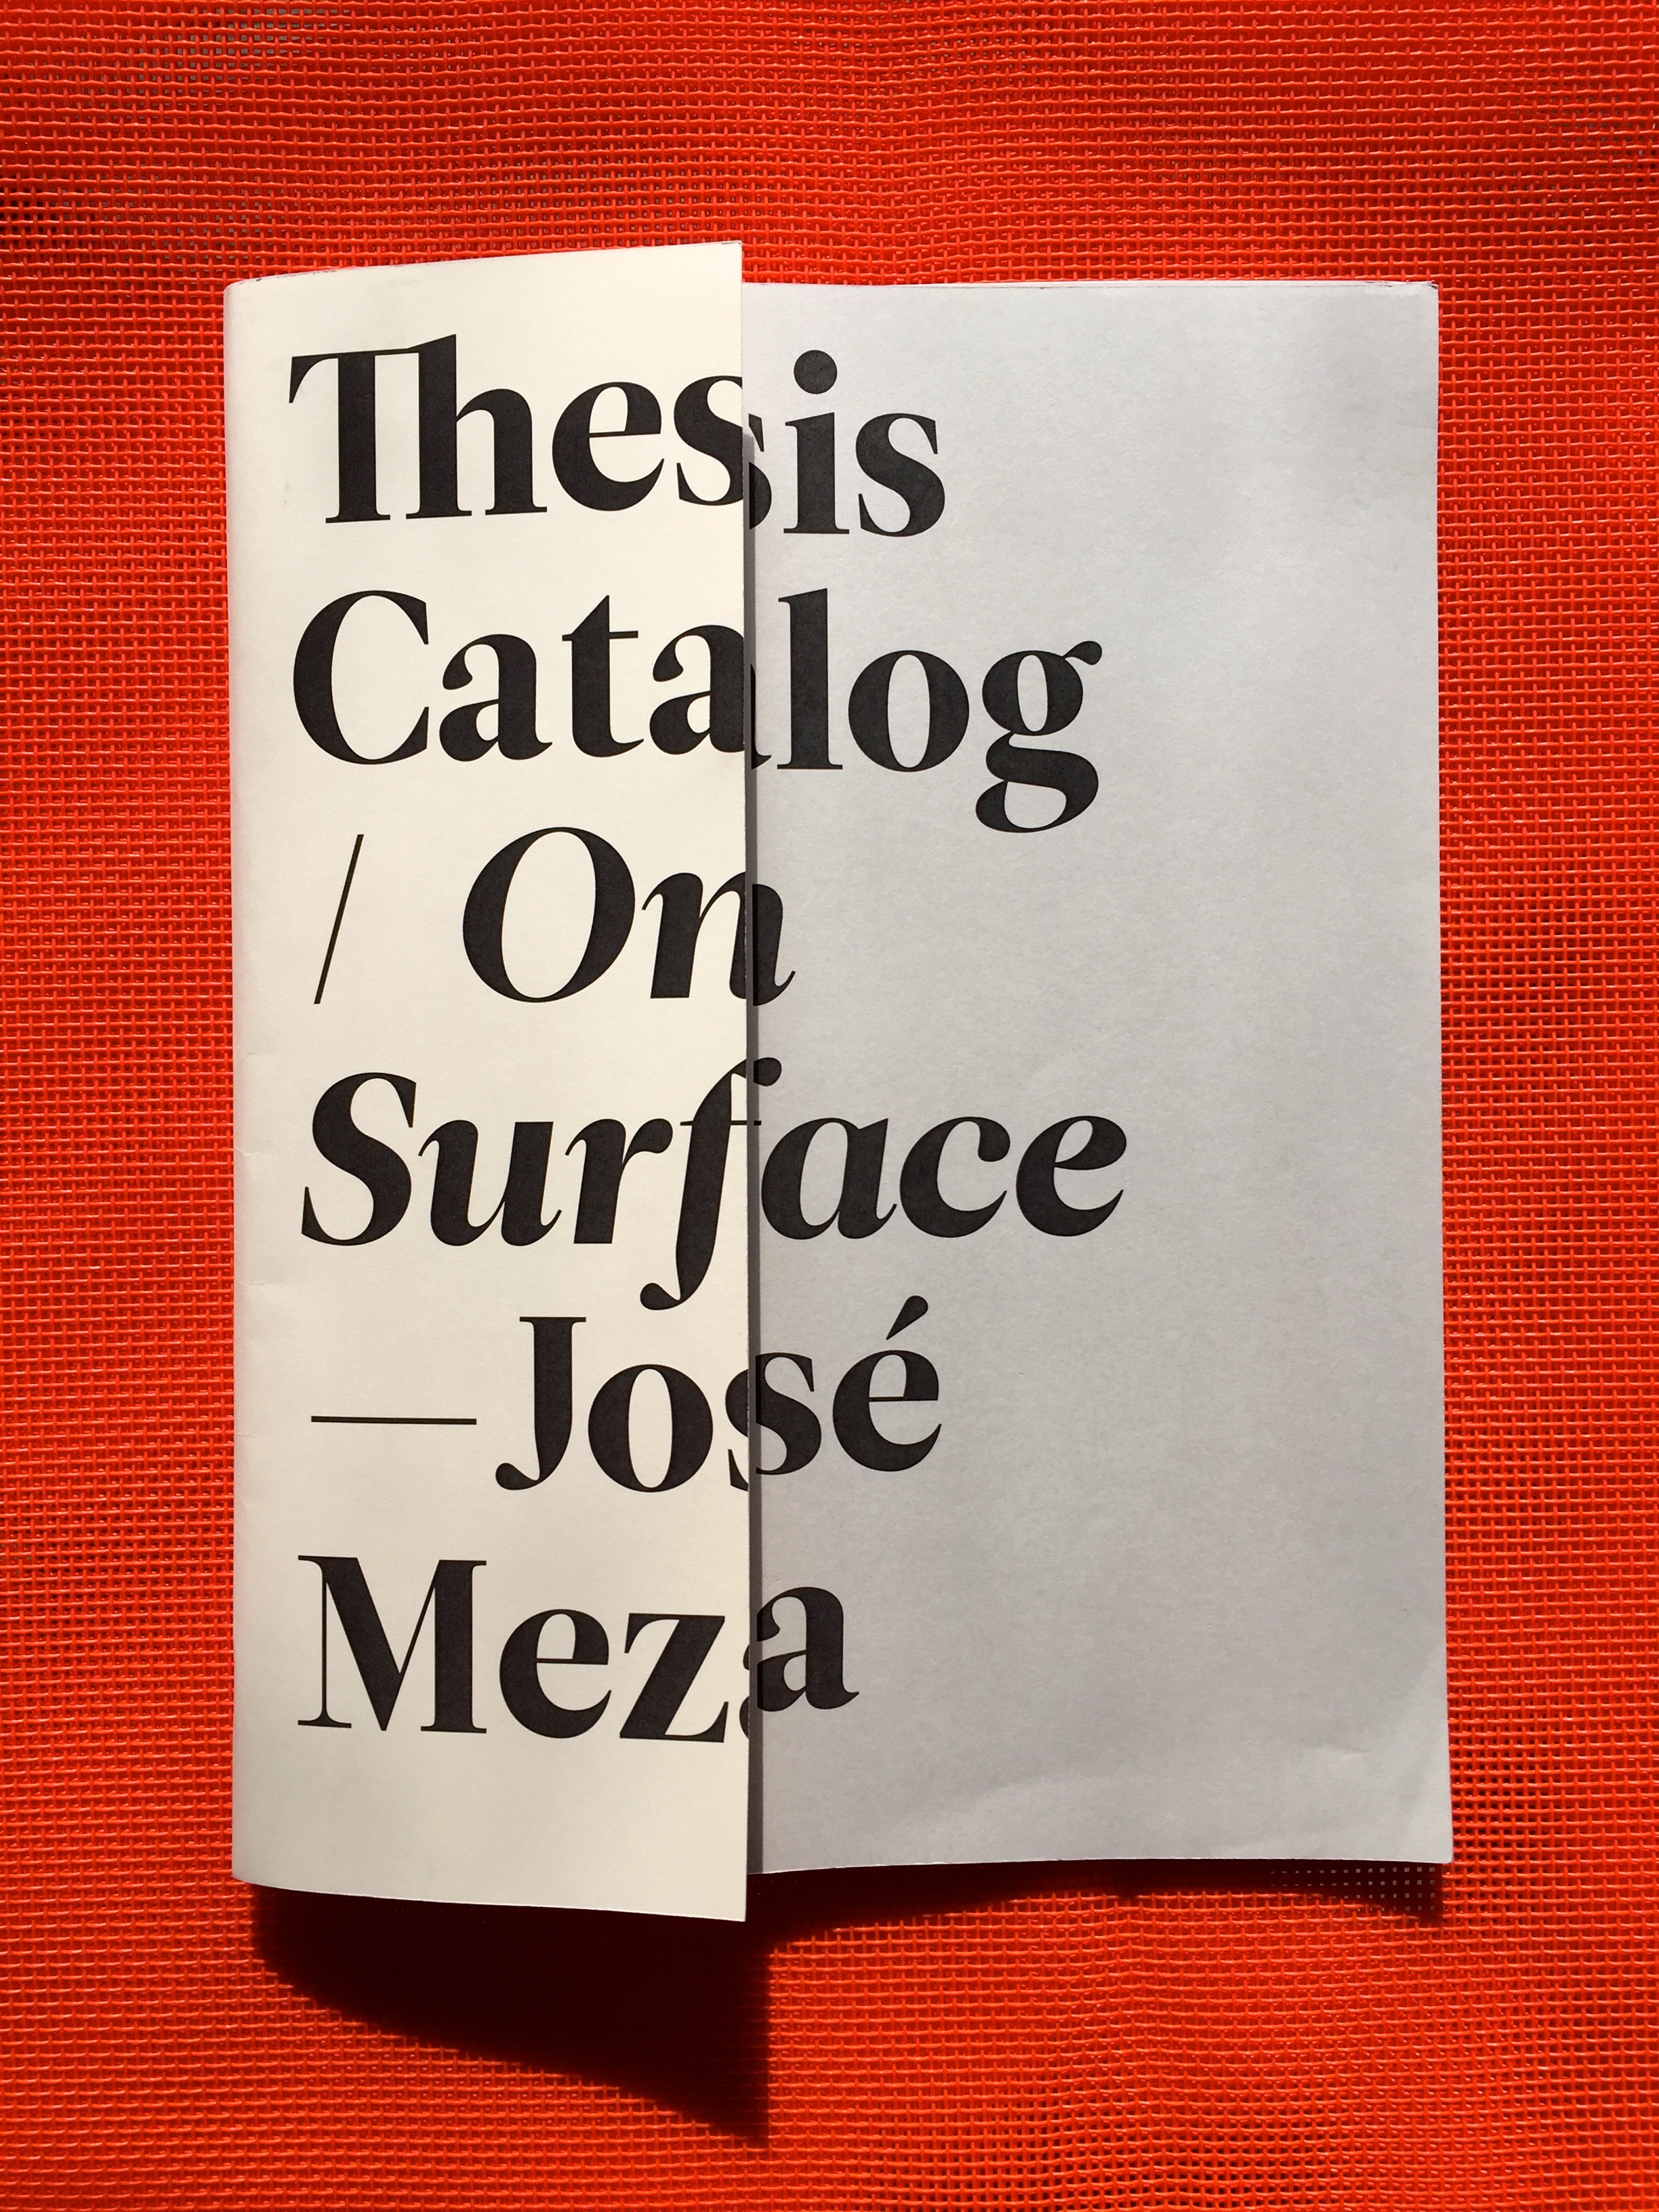 Thesis
Catalog
/ On
Surface
—José
Meza